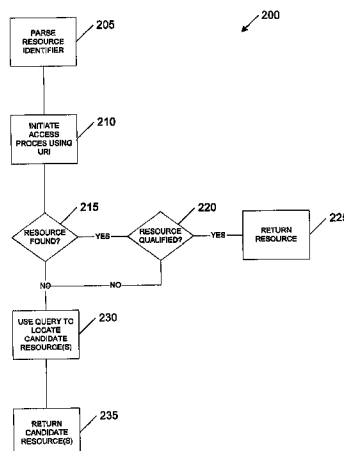 200
205
PARSE
RESOURCE
IDENTIFIER
210
INITIATE
ACCESS
PROCES USING
URI
215
RESOURCE
FOUND?
YES
220
RESOURCE
QUALIFIED?
YES
225
RETURN
RESOURCE
NO
NO
230
USE QUERY TO
LOCATE
CANDIDATE
RESOURCE(S)
235
RETURN
CANDIDATE
RESOURCE(S)